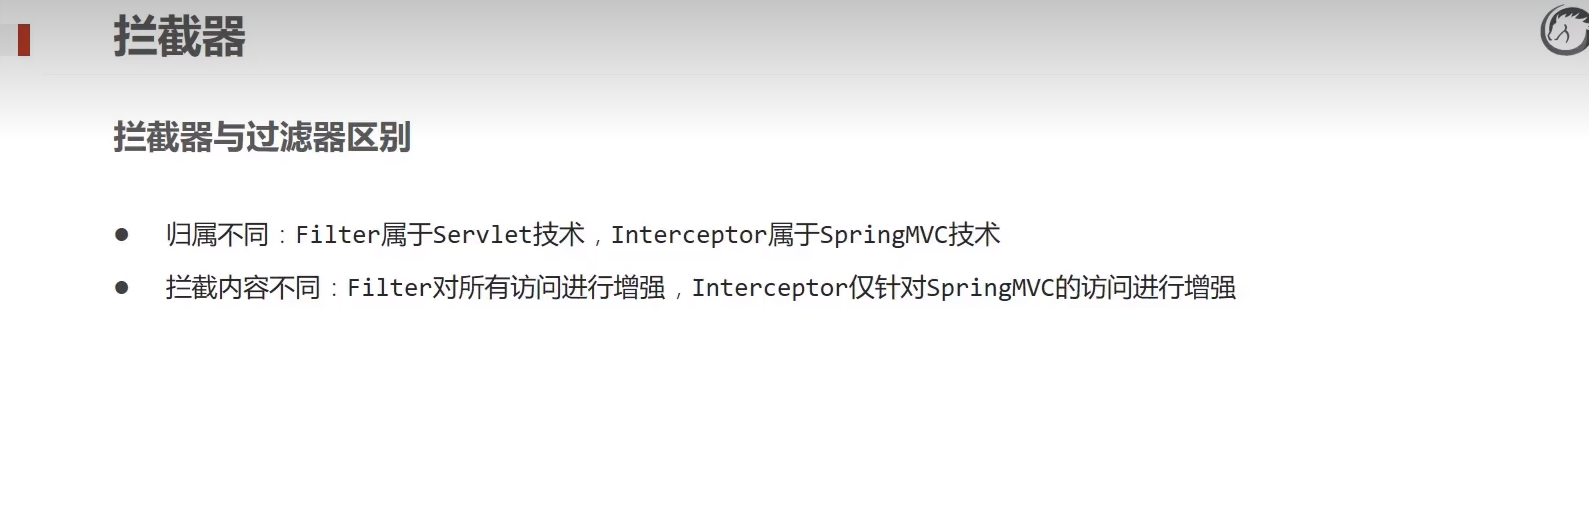 拦截器
拦截器与过滤器区别
● 归属不同：Filter属于Servlet技术，Interceptor属于SpringMVC技术
● 拦截内容不同：Filter对所有访问进行增强，Interceptor仅针对SpringMVC的访问进行增强